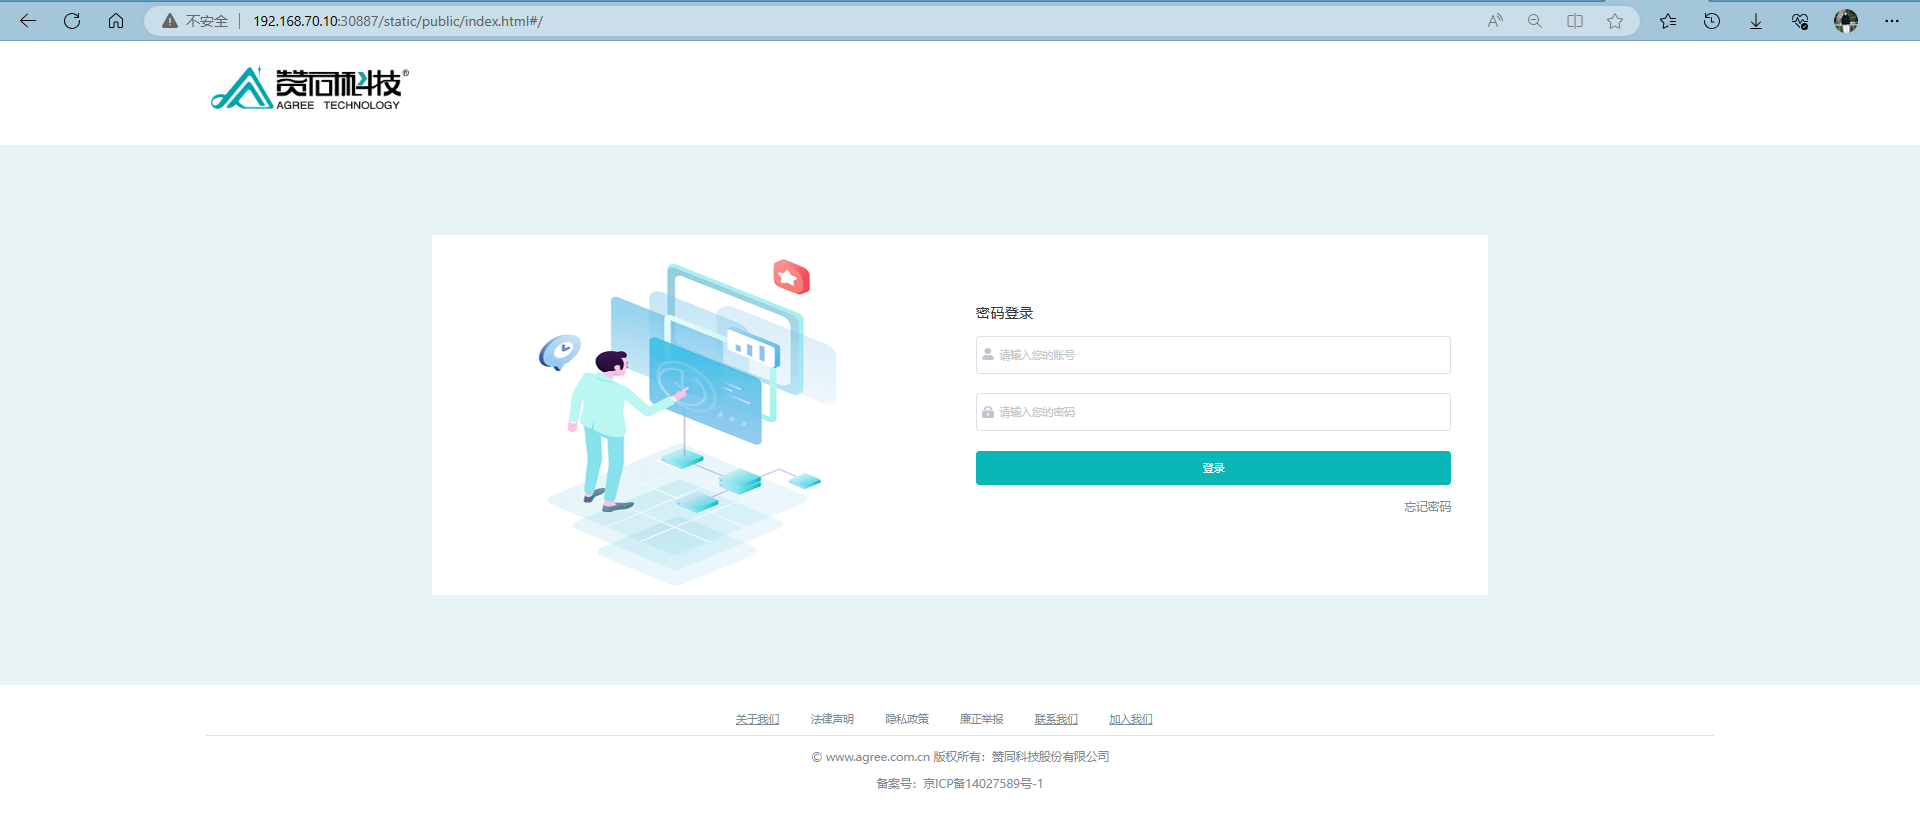 不安全 192.168.70.10:30887/static/public/index.html#/
赞同科技®
AGREE TECHNOLOGY
密码登录
请输入您的账号
请输入您的密码
登录
忘记密码
关于我们 法律声明 隐私政策 廉正举报 联系我们 加入我们
© www.agree.com.cn 版权所有：赞同科技股份有限公司
备案号：京ICP备14027589号-1